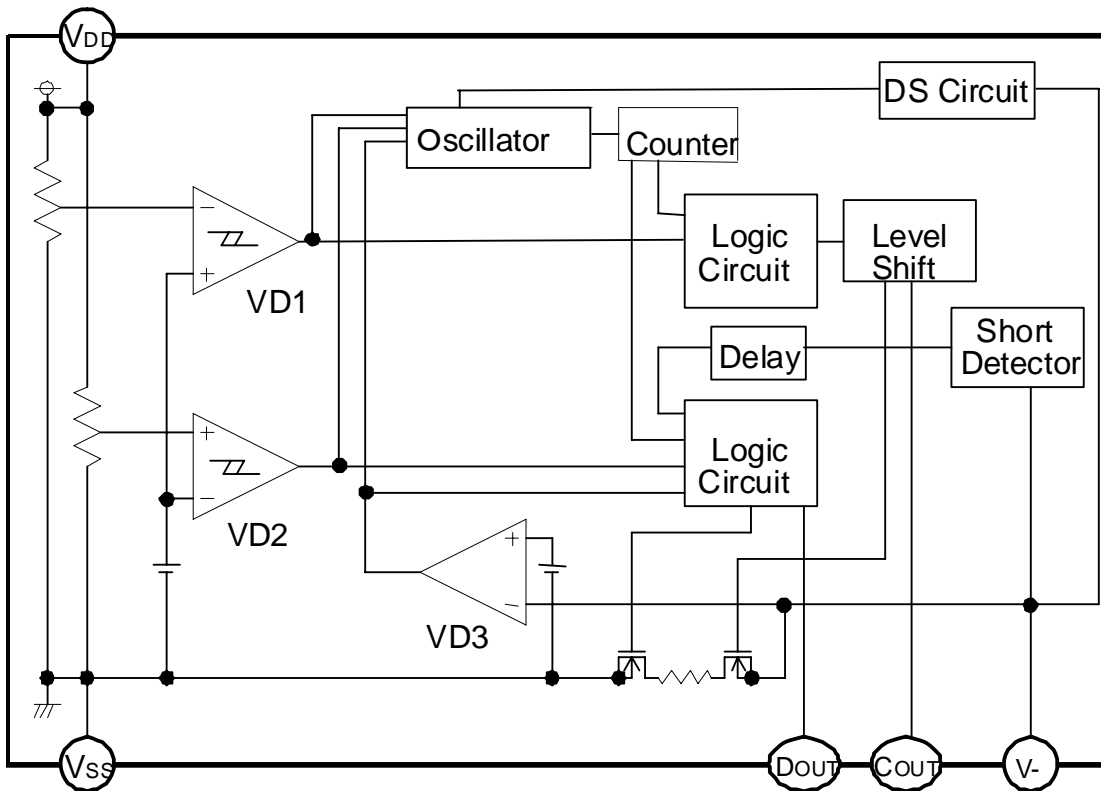 VDD
DS Circuit
Oscillator
Counter
Logic
Circuit
Level
Shift
−
+
VD1
Short
Detector
Delay
+
−
VD2
Logic
Circuit
+
−
VD3
VSS
DOUT
COUT
V-